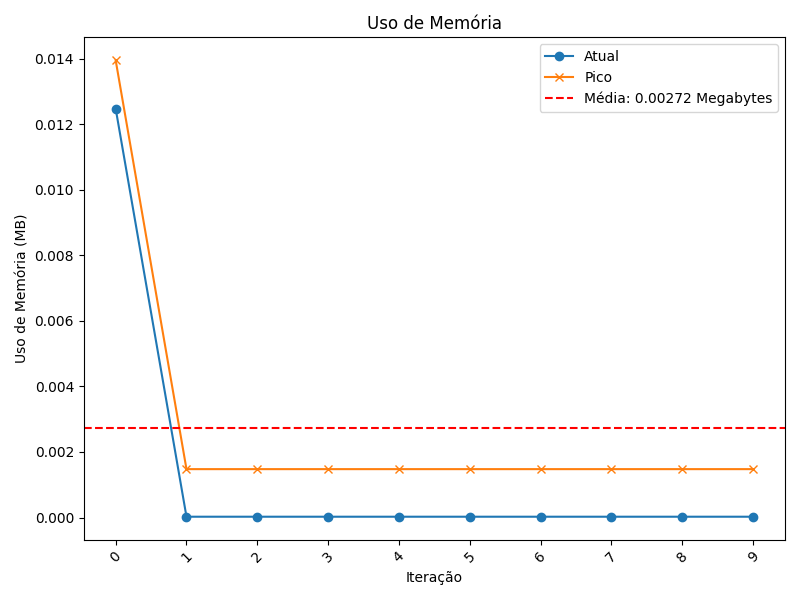 Uso de Memória
Atual
Pico
Média: 0.00272 Megabytes
0.014
0.012
0.010
0.008
0.006
0.004
0.002
0.000
Uso de Memória (MB)
0 1 2 3 4 5 6 7 8 9
Iteração